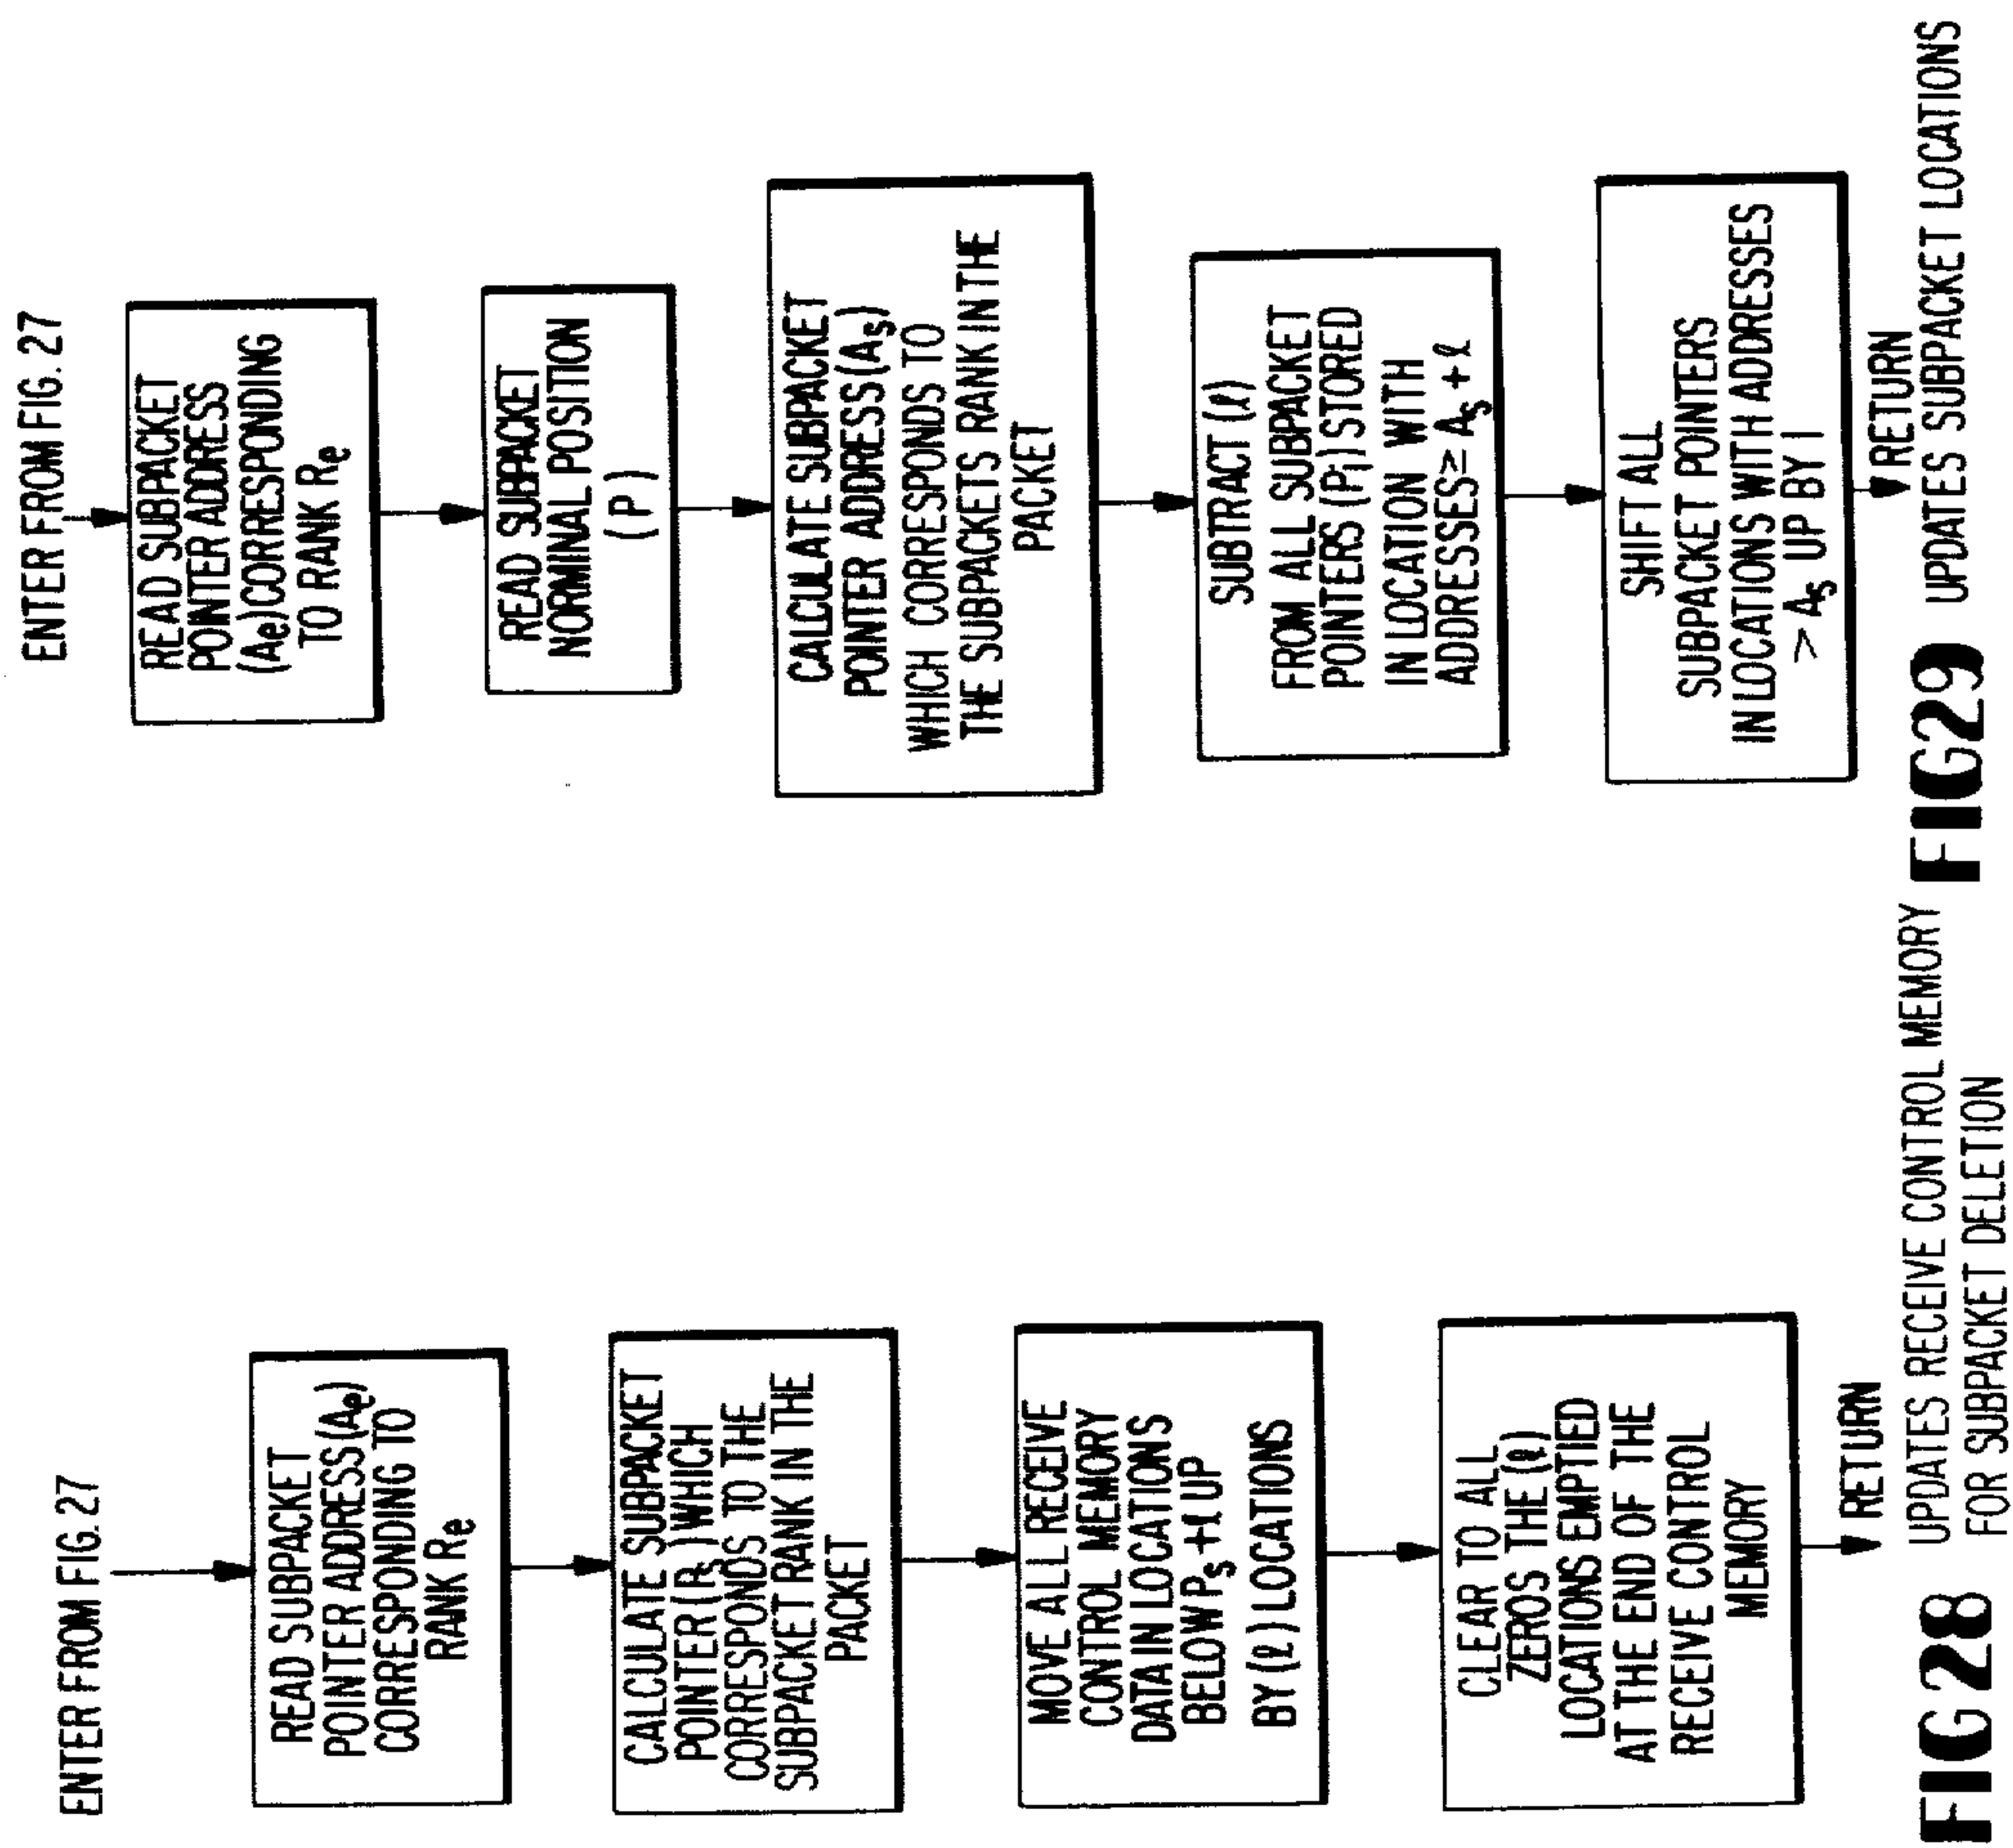 ENTER FROM FIG. 27
READ SUBPACKET
POINTER ADDRESS (Ae)
CORRESPONDING TO
RANK Re
CALCULATE SUBPACKET
POINTER (Ps) WHICH
CORRESPONDS TO THE
SUBPACKET RANK IN THE
PACKET
MOVE ALL RECEIVE
CONTROL MEMORY
DATA IN LOCATIONS
BELOW Ps + ℓ UP
BY (ℓ) LOCATIONS
CLEAR TO ALL
ZEROS THE (ℓ)
LOCATIONS EMPTIED
AT THE END OF THE
RECEIVE CONTROL
MEMORY
RETURN
FIG 28 UPDATES RECEIVE CONTROL MEMORY
FOR SUBPACKET DELETION
ENTER FROM FIG. 27
READ SUBPACKET
POINTER ADDRESS
(Ae) CORRESPONDING
TO RANK Re
READ SUBPACKET
NORMINAL POSITION
(P)
CALCULATE SUBPACKET
POINTER ADDRESS (As)
WHICH CORRESPONDS TO
THE SUBPACKETS RANK IN THE
PACKET
SUBTRACT (ℓ)
FROM ALL SUBPACKET
POINTERS (Pi) STORED
IN LOCATION WITH
ADDRESSES ≥ As + ℓ
SHIFT ALL
SUBPACKET POINTERS
IN LOCATIONS WITH ADDRESSES
> As UP BY 1
RETURN
FIG 29 UPDATES SUBPACKET LOCATIONS